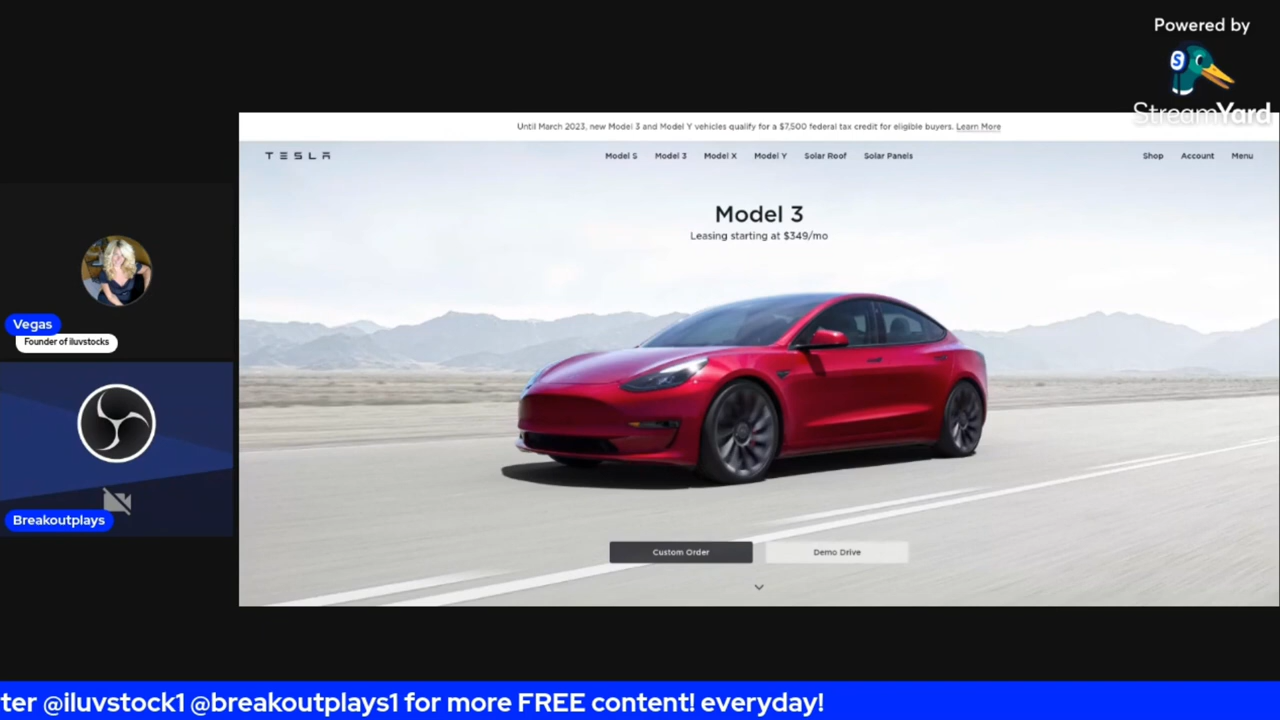 Powered by
StreamYard
Until March 2023, new Model 3 and Model Y vehicles qualify for a $7,500 federal tax credit for eligible buyers. Learn More
TESLA Model S Model 3 Model X Model Y Solar Roof Solar Panels Shop Account Menu
Model 3
Leasing starting at $349/mo
Vegas
Founder of iluvstocks
Breakoutplays
Custom Order Demo Drive
ter @iluvstock1 @breakoutplays1 for more FREE content! everyday!